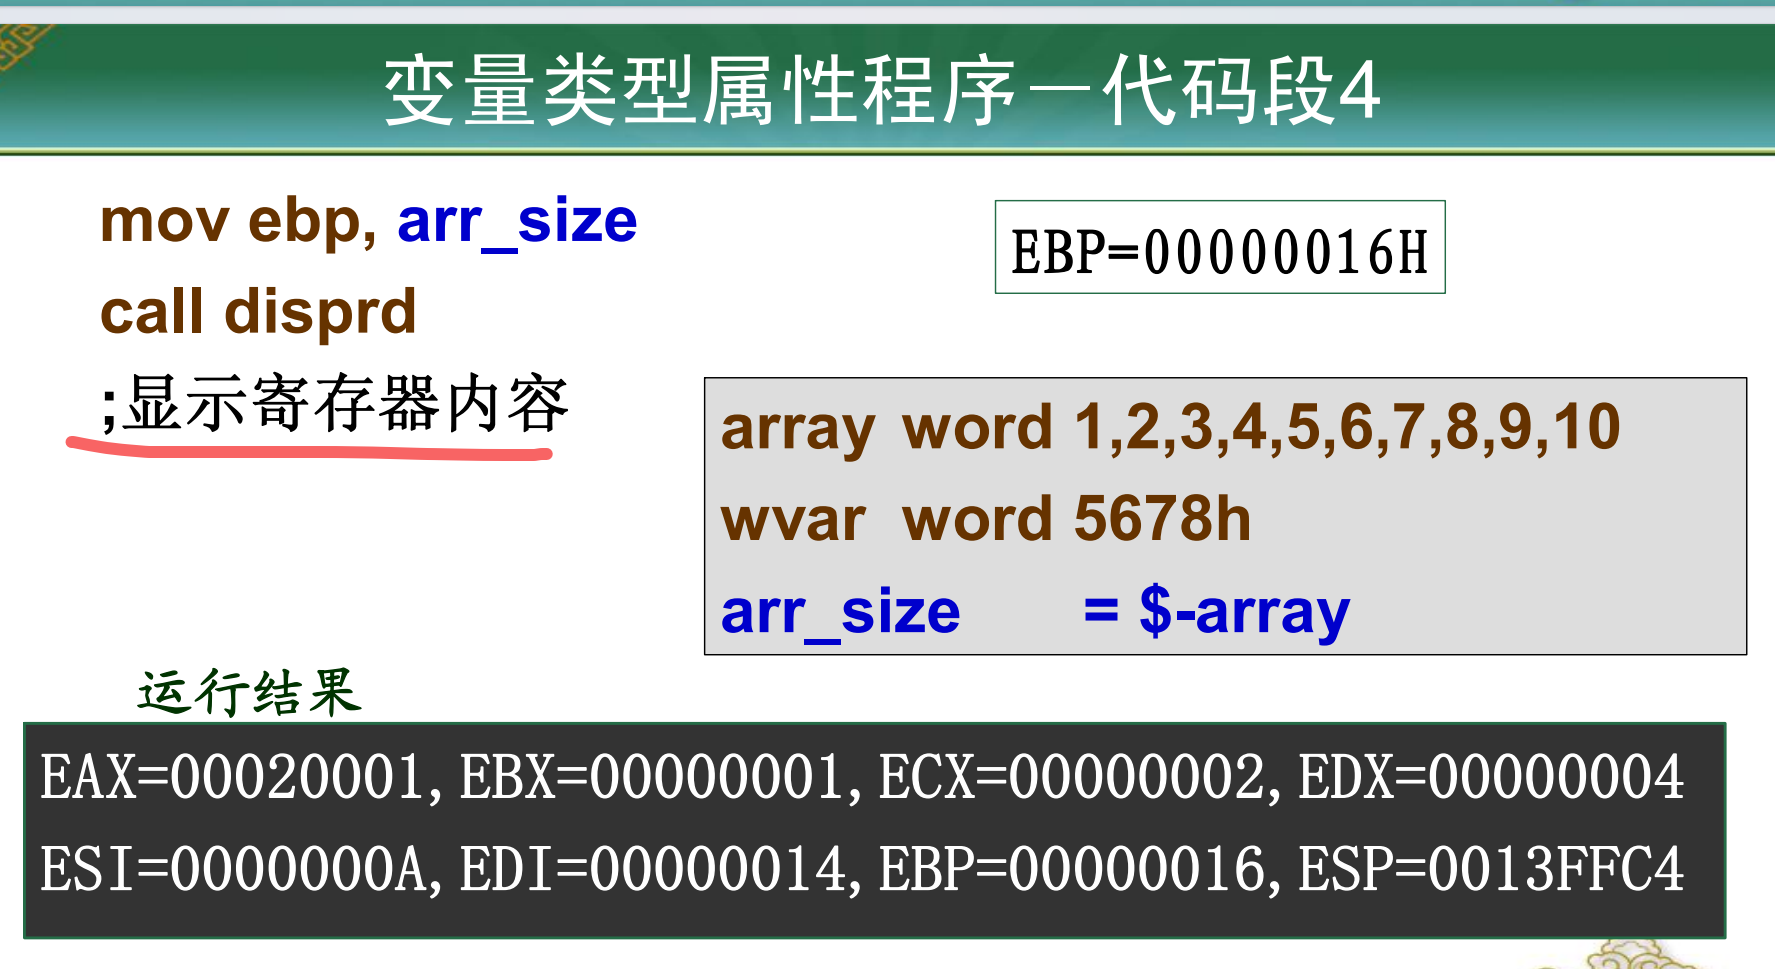 变量类型属性程序－代码段4
mov ebp, arr_size
EBP=00000016H
call disprd
;显示寄存器内容
array word 1,2,3,4,5,6,7,8,9,10
wvar word 5678h
arr_size = $-array
运行结果
EAX=00020001, EBX=00000001, ECX=00000002, EDX=00000004
ESI=0000000A, EDI=00000014, EBP=00000016, ESP=0013FFC4